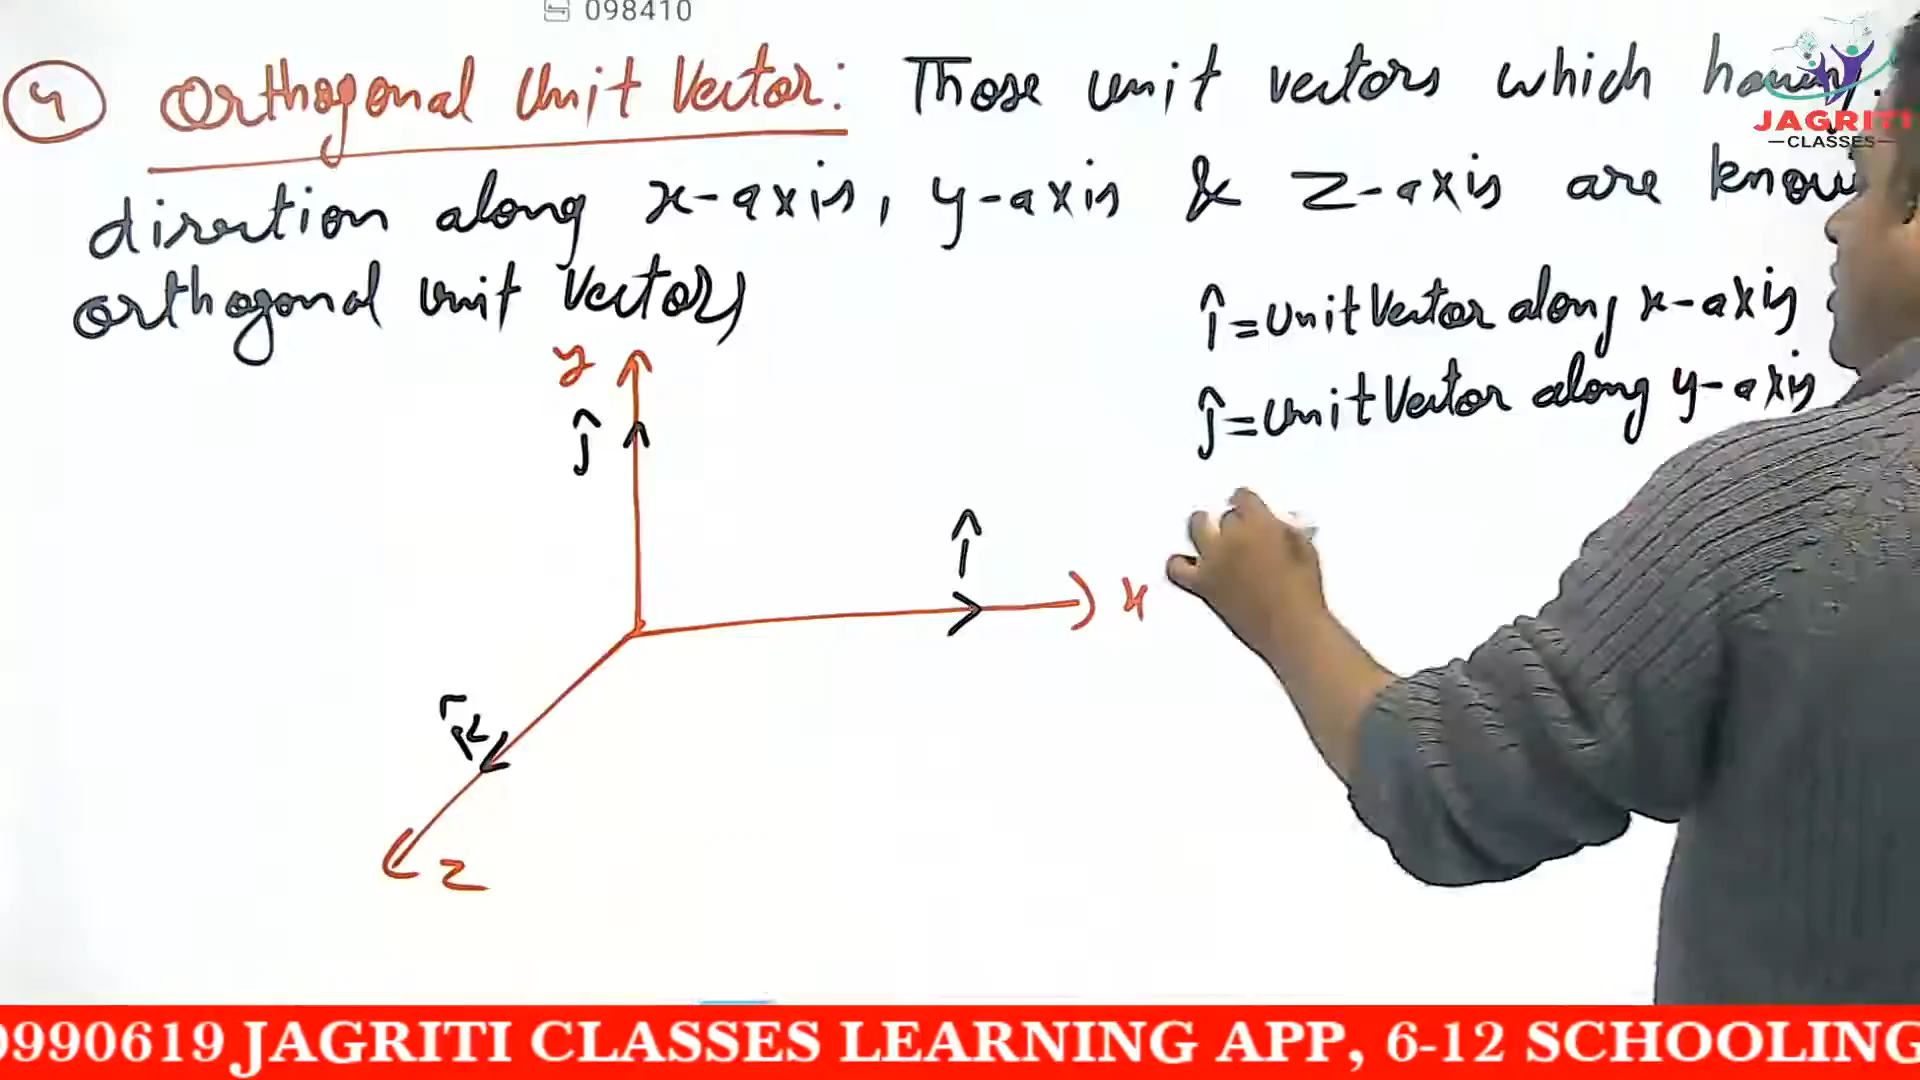 098410
4 Orthogonal Unit Vector: Those unit vectors which having
JAGRITI
CLASSES
direction along x-axis, y-axis & z-axis are know
orthogonal unit vectors
î = Unit Vector along x-axis
ĵ = Unit Vector along y-axis
y
ĵ
î
x
k̂
z
0990619 JAGRITI CLASSES LEARNING APP, 6-12 SCHOOLING